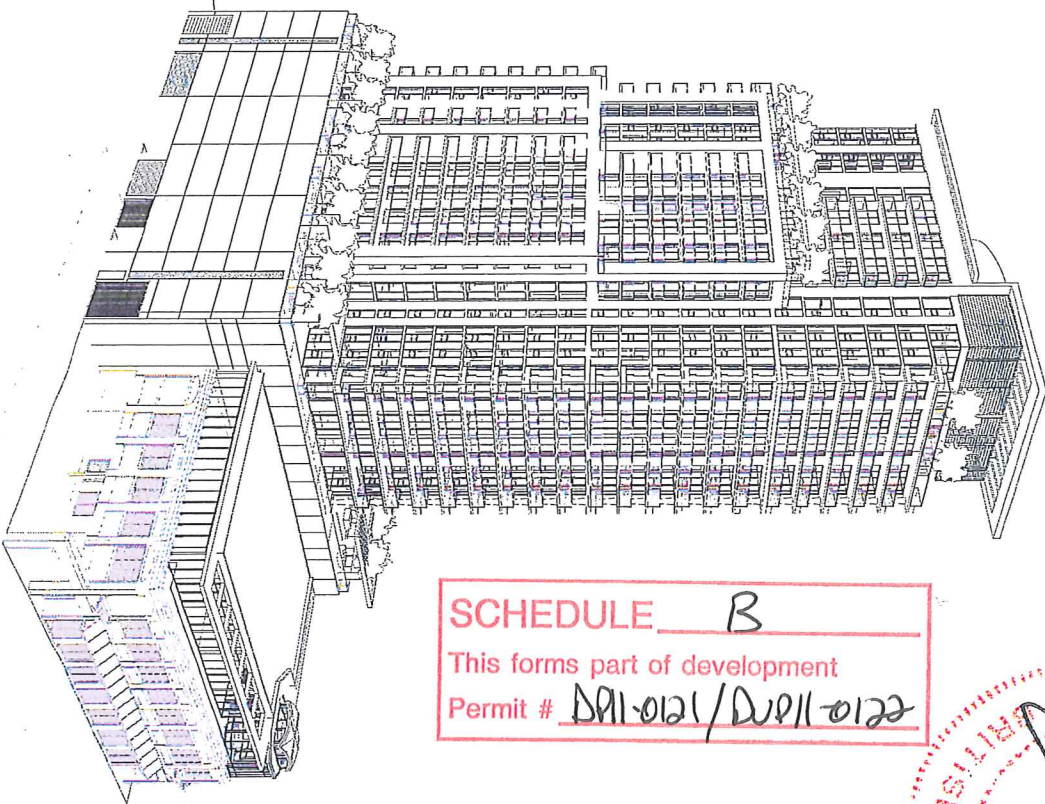 SCHEDULE B
This forms part of development
Permit # DP11-0121/DVP11-0122
A
A